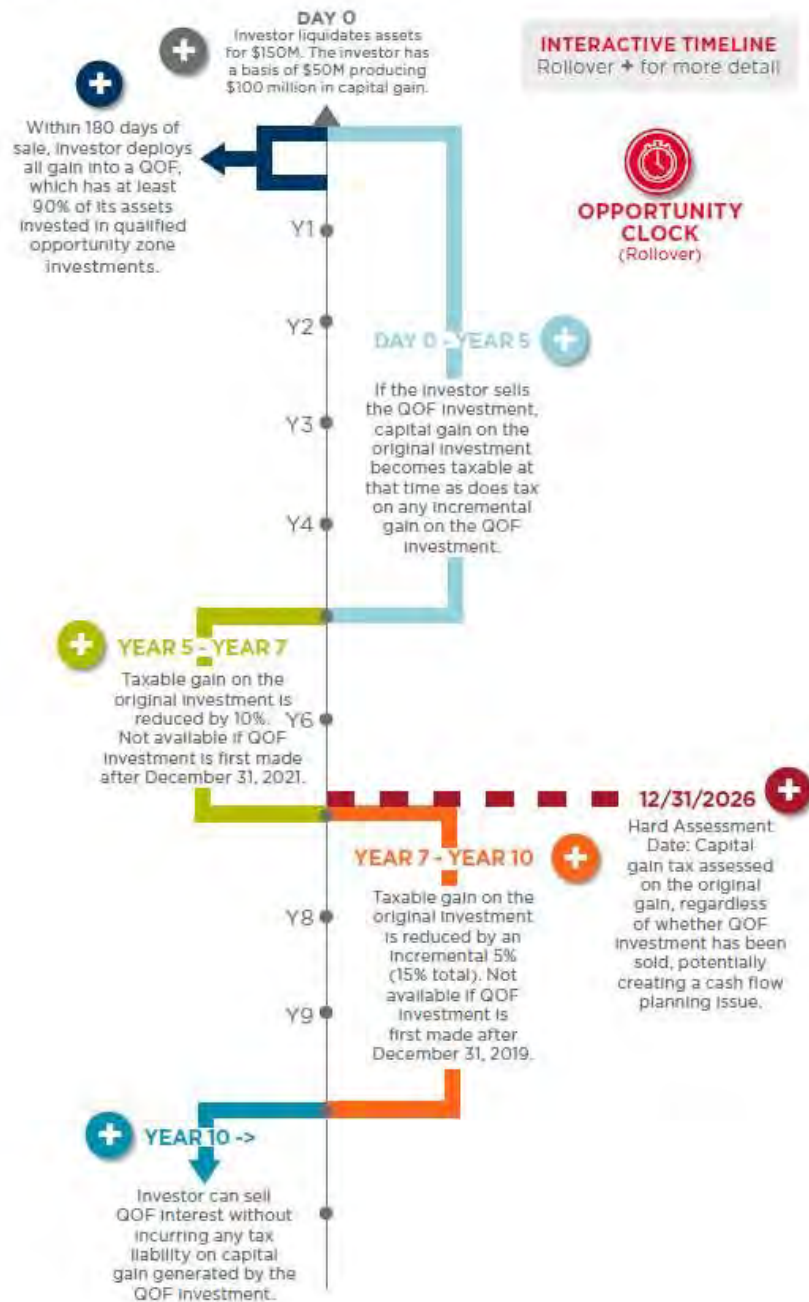 DAY 0
Investor liquidates assets
for $150M. The investor has
a basis of $50M producing
$100 million in capital gain.
INTERACTIVE TIMELINE
Rollover + for more detail
Within 180 days of
sale, investor deploys
all gain into a QOF,
which has at least
90% of its assets
invested in qualified
opportunity zone
investments.
OPPORTUNITY
CLOCK
(Rollover)
Y1
Y2
DAY 0 - YEAR 5
If the investor sells
the QOF investment,
capital gain on the
original investment
becomes taxable at
that time as does tax
on any incremental
gain on the QOF
investment.
Y3
Y4
YEAR 5 - YEAR 7
Taxable gain on the
original investment is
reduced by 10%.
Not available if QOF
investment is first made
after December 31, 2021.
Y6
12/31/2026
Hard Assessment
Date: Capital
gain tax assessed
on the original
gain, regardless
of whether QOF
investment has been
sold, potentially
creating a cash flow
planning issue.
YEAR 7 - YEAR 10
Taxable gain on the
original investment
is reduced by an
incremental 5%
(15% total). Not
available if QOF
investment is
first made after
December 31, 2019.
Y8
Y9
YEAR 10 ->
Investor can sell
QOF interest without
incurring any tax
liability on capital
gain generated by the
QOF investment.